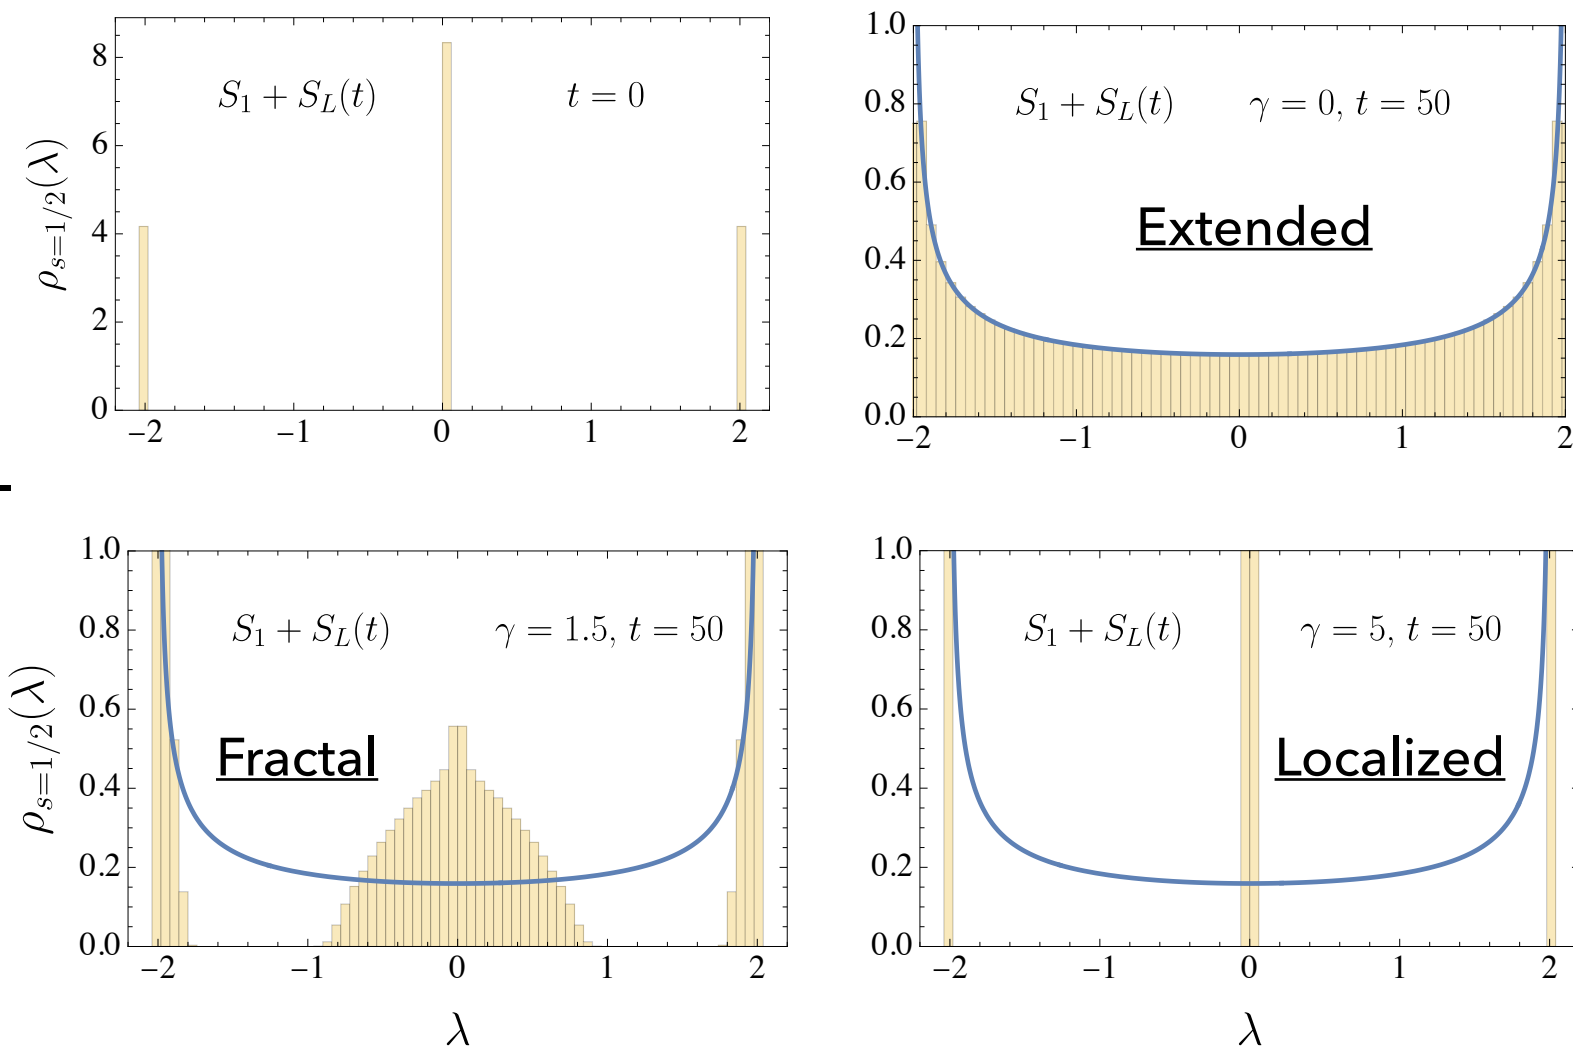 S₁ + S_L(t) t = 0
ρ_{s=1/2}(λ)
8
6
4
2
0
−2 −1 0 1 2
S₁ + S_L(t) γ = 0, t = 50
Extended
1.0
0.8
0.6
0.4
0.2
0.0
−2 −1 0 1 2
S₁ + S_L(t) γ = 1.5, t = 50
Fractal
ρ_{s=1/2}(λ)
1.0
0.8
0.6
0.4
0.2
0.0
−2 −1 0 1 2
λ
S₁ + S_L(t) γ = 5, t = 50
Localized
1.0
0.8
0.6
0.4
0.2
0.0
−2 −1 0 1 2
λ